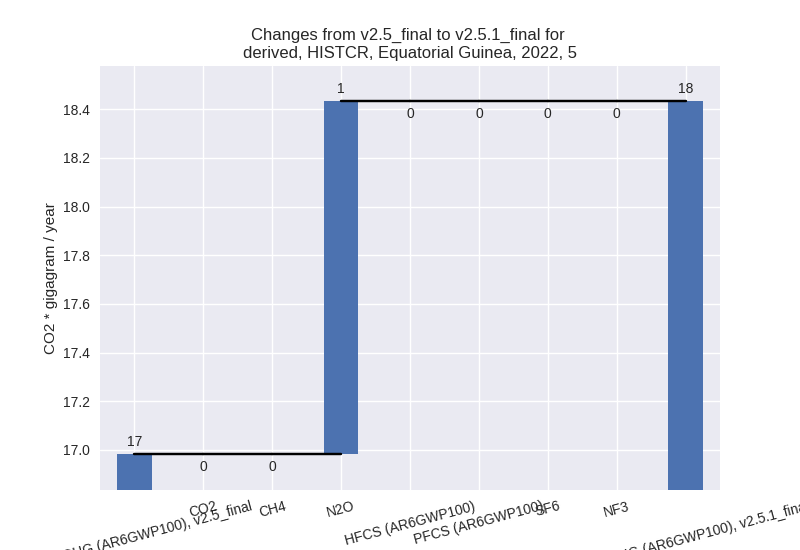 Changes from v2.5_final to v2.5.1_final for
derived, HISTCR, Equatorial Guinea, 2022, 5
CO2 * gigagram / year
18.4
18.2
18.0
17.8
17.6
17.4
17.2
17.0
17
0
0
1
0
0
0
0
18
(AR6GWP100), v2.5_final
CO2
CH4
N2O
HFCS (AR6GWP100)
PFCS (AR6GWP100)
SF6
NF3
(AR6GWP100), v2.5.1_fina